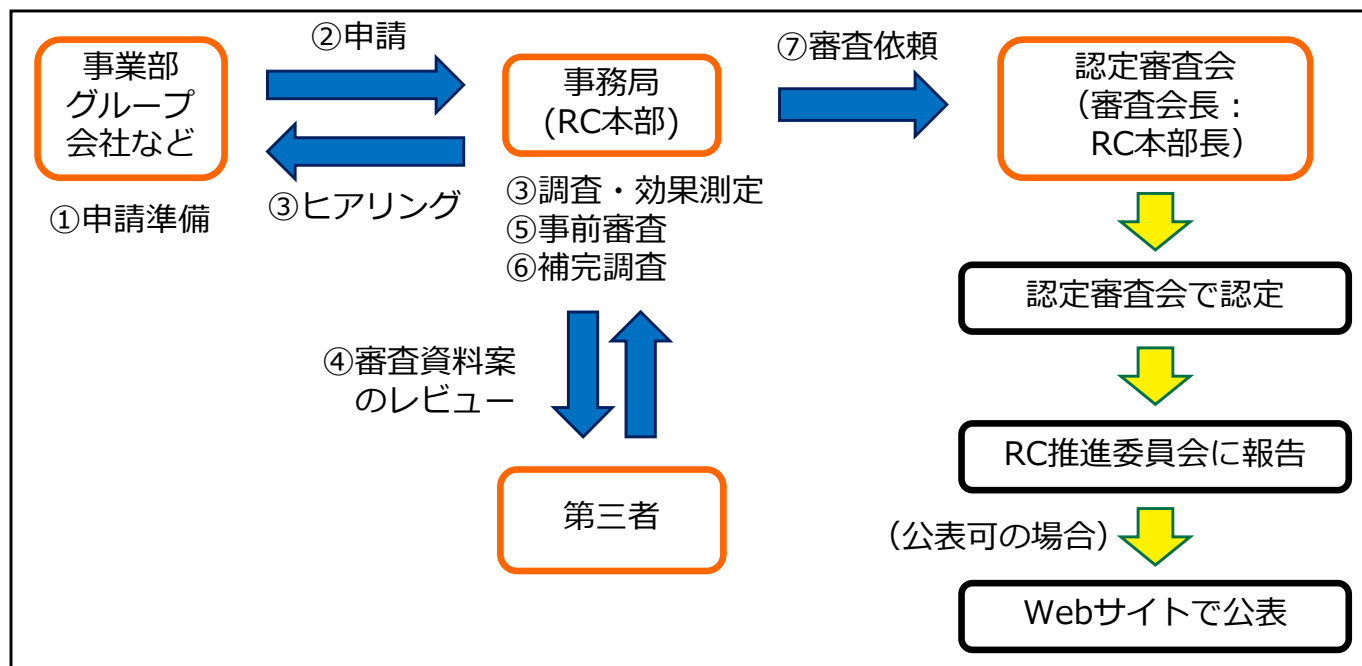 ②申請
⑦審査依頼
事業部
グループ
会社など
事務局
(RC本部)
認定審査会
（審査会長：
RC本部長）
①申請準備
③ヒアリング
③調査・効果測定
⑤事前審査
⑥補完調査
認定審査会で認定
④審査資料案
のレビュー
RC推進委員会に報告
第三者
（公表可の場合）
Webサイトで公表